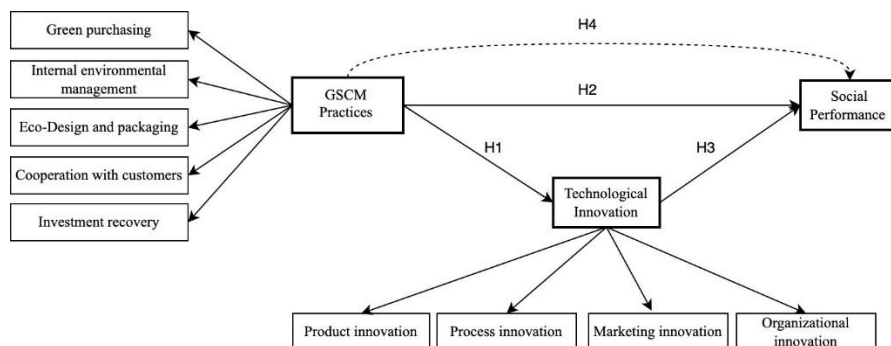 Green purchasing
Internal environmental
management
Eco-Design and packaging
Cooperation with customers
Investment recovery
GSCM
Practices
H4
H2
H1
H3
Social
Performance
Technological
Innovation
Product innovation
Process innovation
Marketing innovation
Organizational
innovation